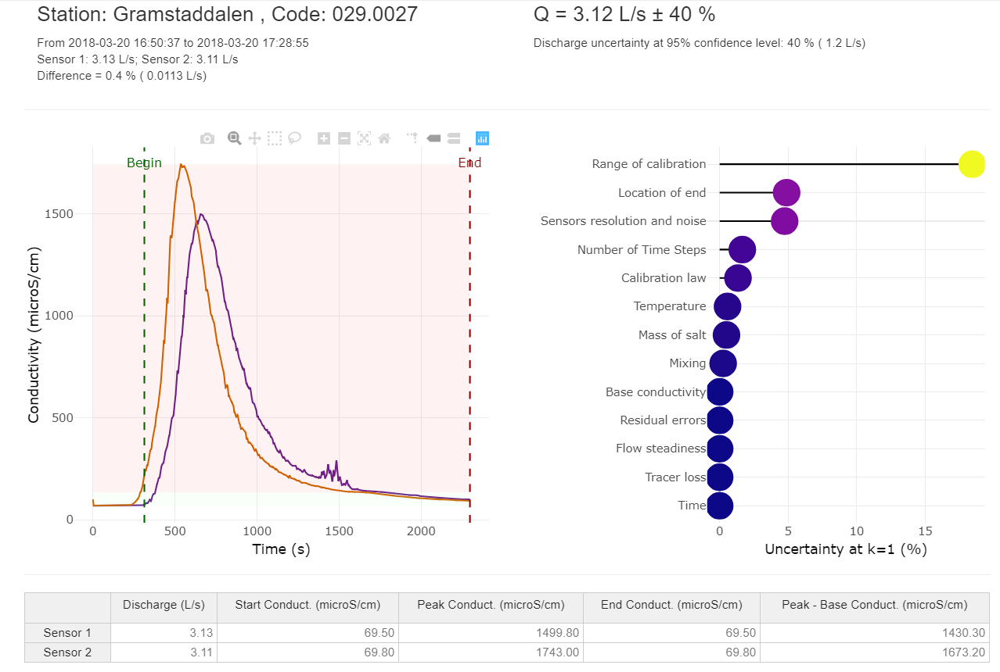 Station: Gramstaddalen , Code: 029.0027
From 2018-03-20 16:50:37 to 2018-03-20 17:28:55
Sensor 1: 3.13 L/s; Sensor 2: 3.11 L/s
Difference = 0.4 % ( 0.0113 L/s)
Q = 3.12 L/s ± 40 %
Discharge uncertainty at 95% confidence level: 40 % ( 1.2 L/s)
Begin
End
Conductivity (microS/cm)
1500
1000
500
0
0 500 1000 1500 2000
Time (s)
Range of calibration
Location of end
Sensors resolution and noise
Number of Time Steps
Calibration law
Temperature
Mass of salt
Mixing
Base conductivity
Residual errors
Flow steadiness
Tracer loss
Time
0 5 10 15
Uncertainty at k=1 (%)
Discharge (L/s) Start Conduct. (microS/cm) Peak Conduct. (microS/cm) End Conduct. (microS/cm) Peak - Base Conduct. (microS/cm)
Sensor 1 3.13 69.50 1499.80 69.50 1430.30
Sensor 2 3.11 69.80 1743.00 69.80 1673.20